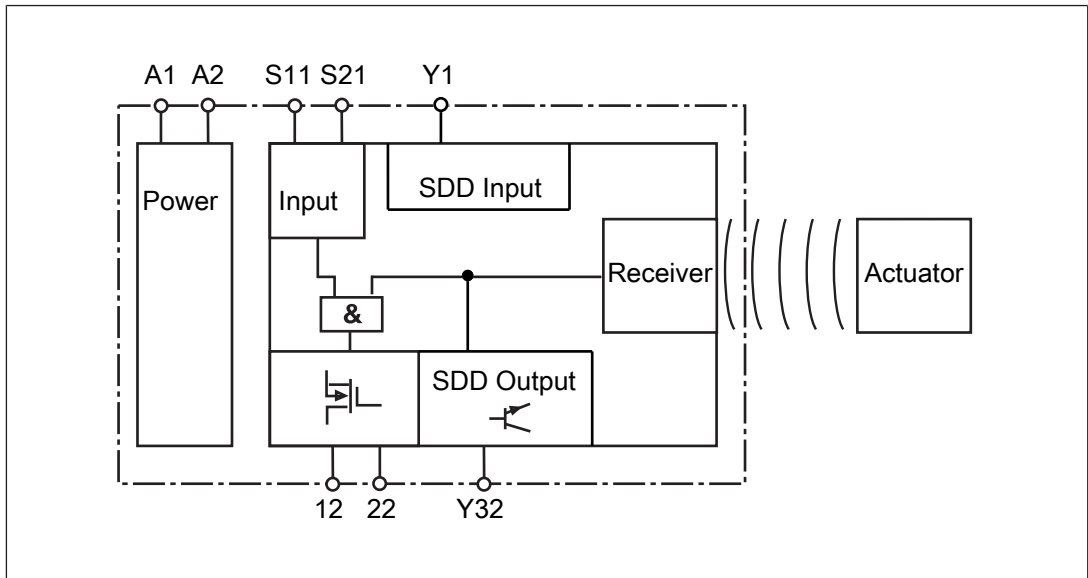 A1 A2 S11 S21 Y1
Power
Input
SDD Input
Receiver
Actuator
&
SDD Output
12 22 Y32